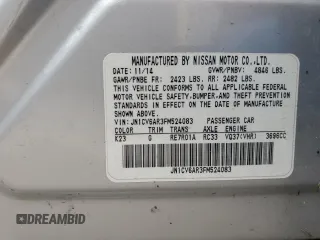 MANUFACTURED BY NISSAN MOTOR CO.,LTD.
DATE: 11/14 GVWR/PNBV: 4846 LBS.
GAWR/PNBE FR: 2423 LBS. RR: 2482 LBS.
THIS VEHICLE CONFORMS TO ALL APPLICABLE FEDERAL
MOTOR VEHICLE SAFETY,BUMPER,AND THEFT PREVENTION
STANDARDS IN EFFECT ON THE DATE OF MANUFACTURE
SHOWN ABOVE.
VIN: JN1CV6AR3FM524083 PASSENGER CAR
COLOR TRIM TRANS AXLE ENGINE
K23 G RE7R01A RC33 VQ37(VHR) 3696CC
JN1CV6AR3FM524083
IDRIVESAFELY